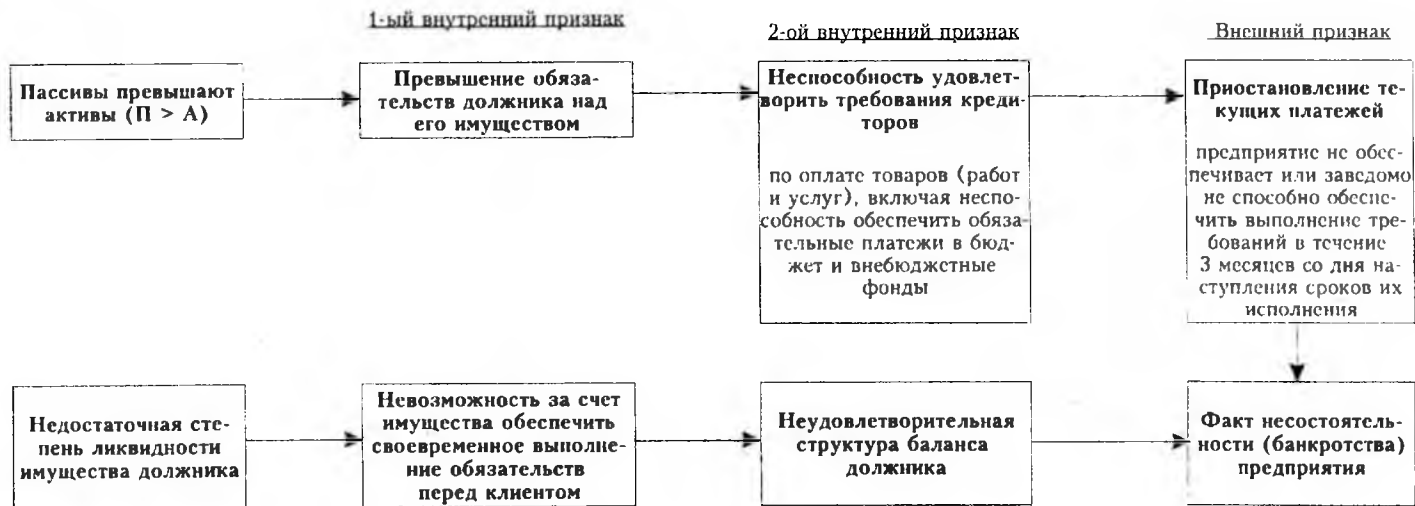 1-ый внутренний признак
2-ой внутренний признак
Внешний признак
Пассивы превышают
активы (П > А)
Превышение обяза-
тельств должника над
его имуществом
Неспособность удовлет-
ворить требования креди-
торов
по оплате товаров (работ
и услуг), включая неспо-
собность обеспечить обяза-
тельные платежи в бюд-
жет и внебюджетные
фонды
Приостановление те-
кущих платежей
предприятие не обес-
печивает или заведомо
не способно обеспе-
чить выполнение тре-
бований в течение
3 месяцев со дня на-
ступления сроков их
исполнения
Недостаточная сте-
пень ликвидности
имущества должника
Невозможность за счет
имущества обеспечить
своевременное выполне-
ние обязательств
перед клиентом
Неудовлетворительная
структура баланса
должника
Факт несостоятель-
ности (банкротства)
предприятия